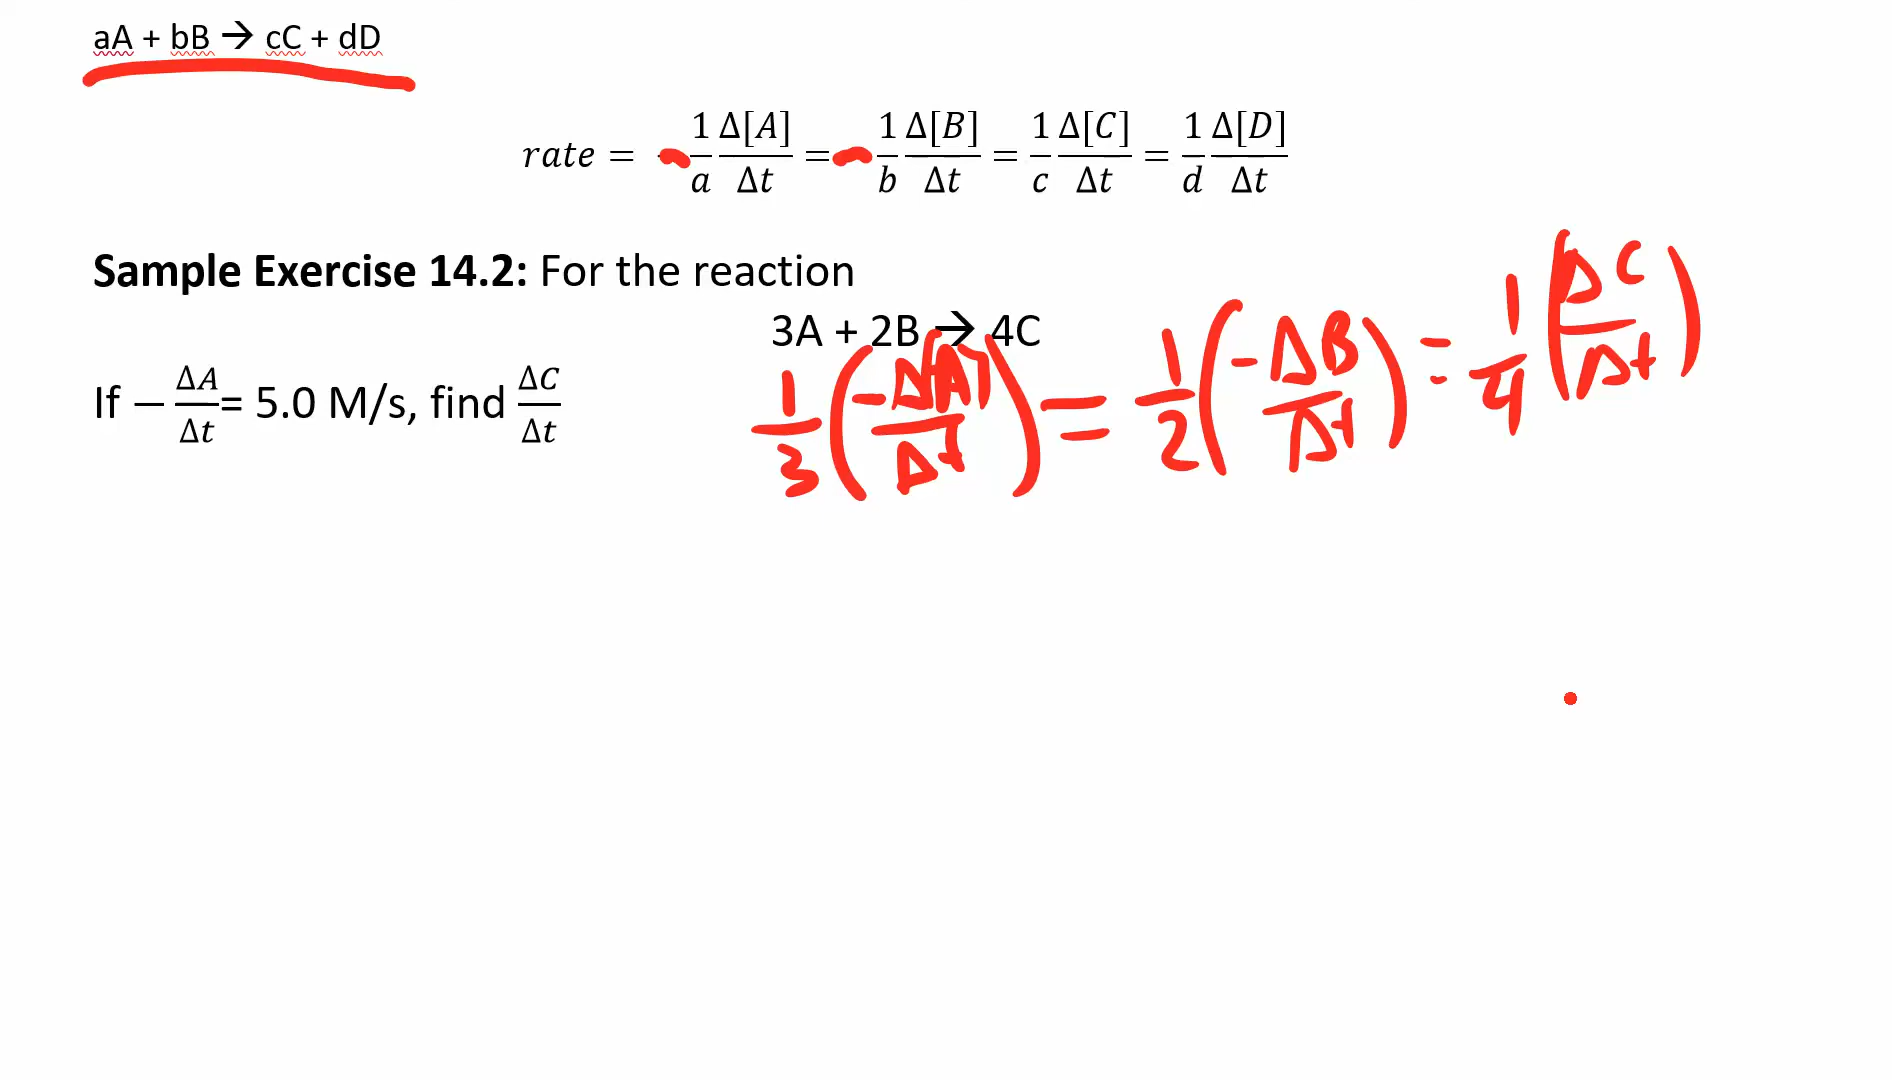 aA + bB → cC + dD
rate = - 1/a Δ[A]/Δt = - 1/b Δ[B]/Δt = 1/c Δ[C]/Δt = 1/d Δ[D]/Δt
Sample Exercise 14.2: For the reaction
3A + 2B → 4C
If − ΔA/Δt = 5.0 M/s, find ΔC/Δt
1/3 (-Δ[A]/Δt) = 1/2 (-ΔB/Δt) = 1/4 (ΔC/Δt)